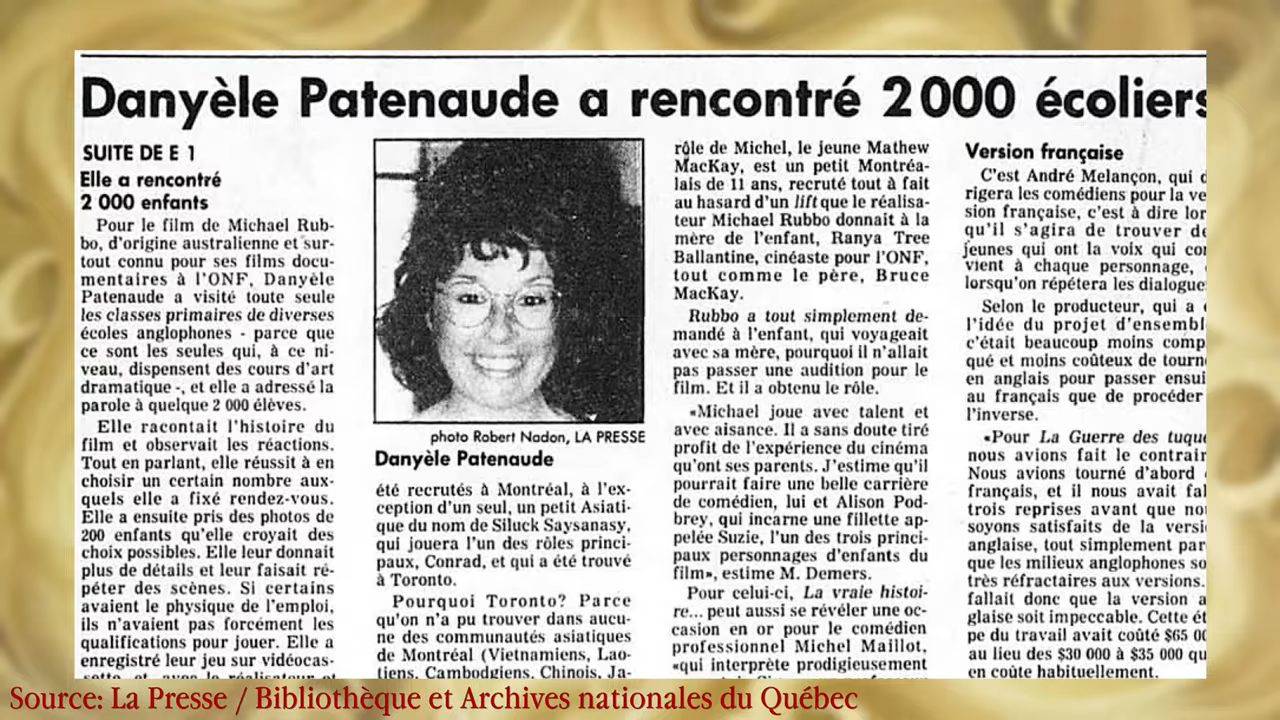 Danyèle Patenaude a rencontré 2 000 écoliers
SUITE DE E 1
Elle a rencontré
2 000 enfants
Pour le film de Michael Rub-
bo, d'origine australienne et sur-
tout connu pour ses films docu-
mentaires à l'ONF, Danyèle
Patenaude a visité toute seule
les classes primaires de diverses
écoles anglophones - parce que
ce sont les seules qui, à ce ni-
veau, dispensent des cours d'art
dramatique -, et elle a adressé la
parole à quelque 2 000 élèves.
Elle racontait l'histoire du
film et observait les réactions.
Tout en parlant, elle réussit à en
choisir un certain nombre aux-
quels elle a fixé rendez-vous.
Elle a ensuite pris des photos de
200 enfants qu'elle croyait des
choix possibles. Elle leur donnait
plus de détails et leur faisait ré-
péter des scènes. Si certains
avaient le physique de l'emploi,
ils n'avaient pas forcément les
qualifications pour jouer. Elle a
enregistré leur jeu sur vidéocas-
sette et, avec le réalisateur et
photo Robert Nadon, LA PRESSE
Danyèle Patenaude
été recrutés à Montréal, à l'ex-
ception d'un seul, un petit Asiati-
que du nom de Siluck Saysanasy,
qui jouera l'un des rôles princi-
paux, Conrad, et qui a été trouvé
à Toronto.
Pourquoi Toronto? Parce
qu'on n'a pu trouver dans aucu-
ne des communautés asiatiques
de Montréal (Vietnamiens, Lao-
tiens, Cambodgiens, Chinois, Ja-
rôle de Michel, le jeune Mathew
MacKay, est un petit Montréa-
lais de 11 ans, recruté tout à fait
au hasard d'un lift que le réalisa-
teur Michael Rubbo donnait à la
mère de l'enfant, Ranya Tree
Ballantine, cinéaste pour l'ONF,
tout comme le père, Bruce
MacKay.
Rubbo a tout simplement de-
mandé à l'enfant, qui voyageait
avec sa mère, pourquoi il n'allait
pas passer une audition pour le
film. Et il a obtenu le rôle.
«Michael joue avec talent et
avec aisance. Il a sans doute tiré
profit de l'expérience du cinéma
qu'ont ses parents. J'estime qu'il
pourrait faire une belle carrière
de comédien, lui et Alison Pod-
brey, qui incarne une fillette ap-
pelée Suzie, l'un des trois princi-
paux personnages d'enfants du
film», estime M. Demers.
Pour celui-ci, La vraie histoi-
re... peut aussi se révéler une oc-
casion en or pour le comédien
professionnel Michel Maillot,
«qui interprète prodigieusement
Version française
C'est André Melançon, qui d
rigera les comédiens pour la ve
sion française, c'est à dire lor
qu'il s'agira de trouver de
jeunes qui ont la voix qui con
vient à chaque personnage,
lorsqu'on répétera les dialogue
Selon le producteur, qui a
l'idée du projet d'ensembl
c'était beaucoup moins comp
qué et moins coûteux de tourn
en anglais pour passer ensui
au français que de procéder
l'inverse.
«Pour La Guerre des tuque
nous avions fait le contrair
Nous avions tourné d'abord
français, et il nous avait fal
trois reprises avant que no
soyons satisfaits de la versi
anglaise, tout simplement par
que les milieux anglophones so
très réfractaires aux versions.
fallait donc que la version a
glaise soit impeccable. Cette ét
pe du travail avait coûté $65 00
au lieu des $30 000 à $35 000 qu
en coûte habituellement.
Source: La Presse / Bibliothèque et Archives nationales du Québec